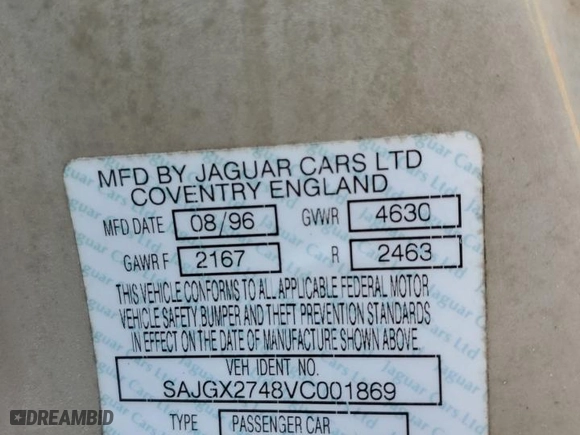 MFD BY JAGUAR CARS LTD
COVENTRY ENGLAND
MFD DATE 08/96 GVWR 4630
GAWR F 2167 R 2463
THIS VEHICLE CONFORMS TO ALL APPLICABLE FEDERAL MOTOR
VEHICLE SAFETY BUMPER AND THEFT PREVENTION STANDARDS
IN EFFECT ON THE DATE OF MANUFACTURE SHOWN ABOVE.
VEH IDENT NO.
SAJGX2748VC001869
TYPE PASSENGER CAR
DREAMBID